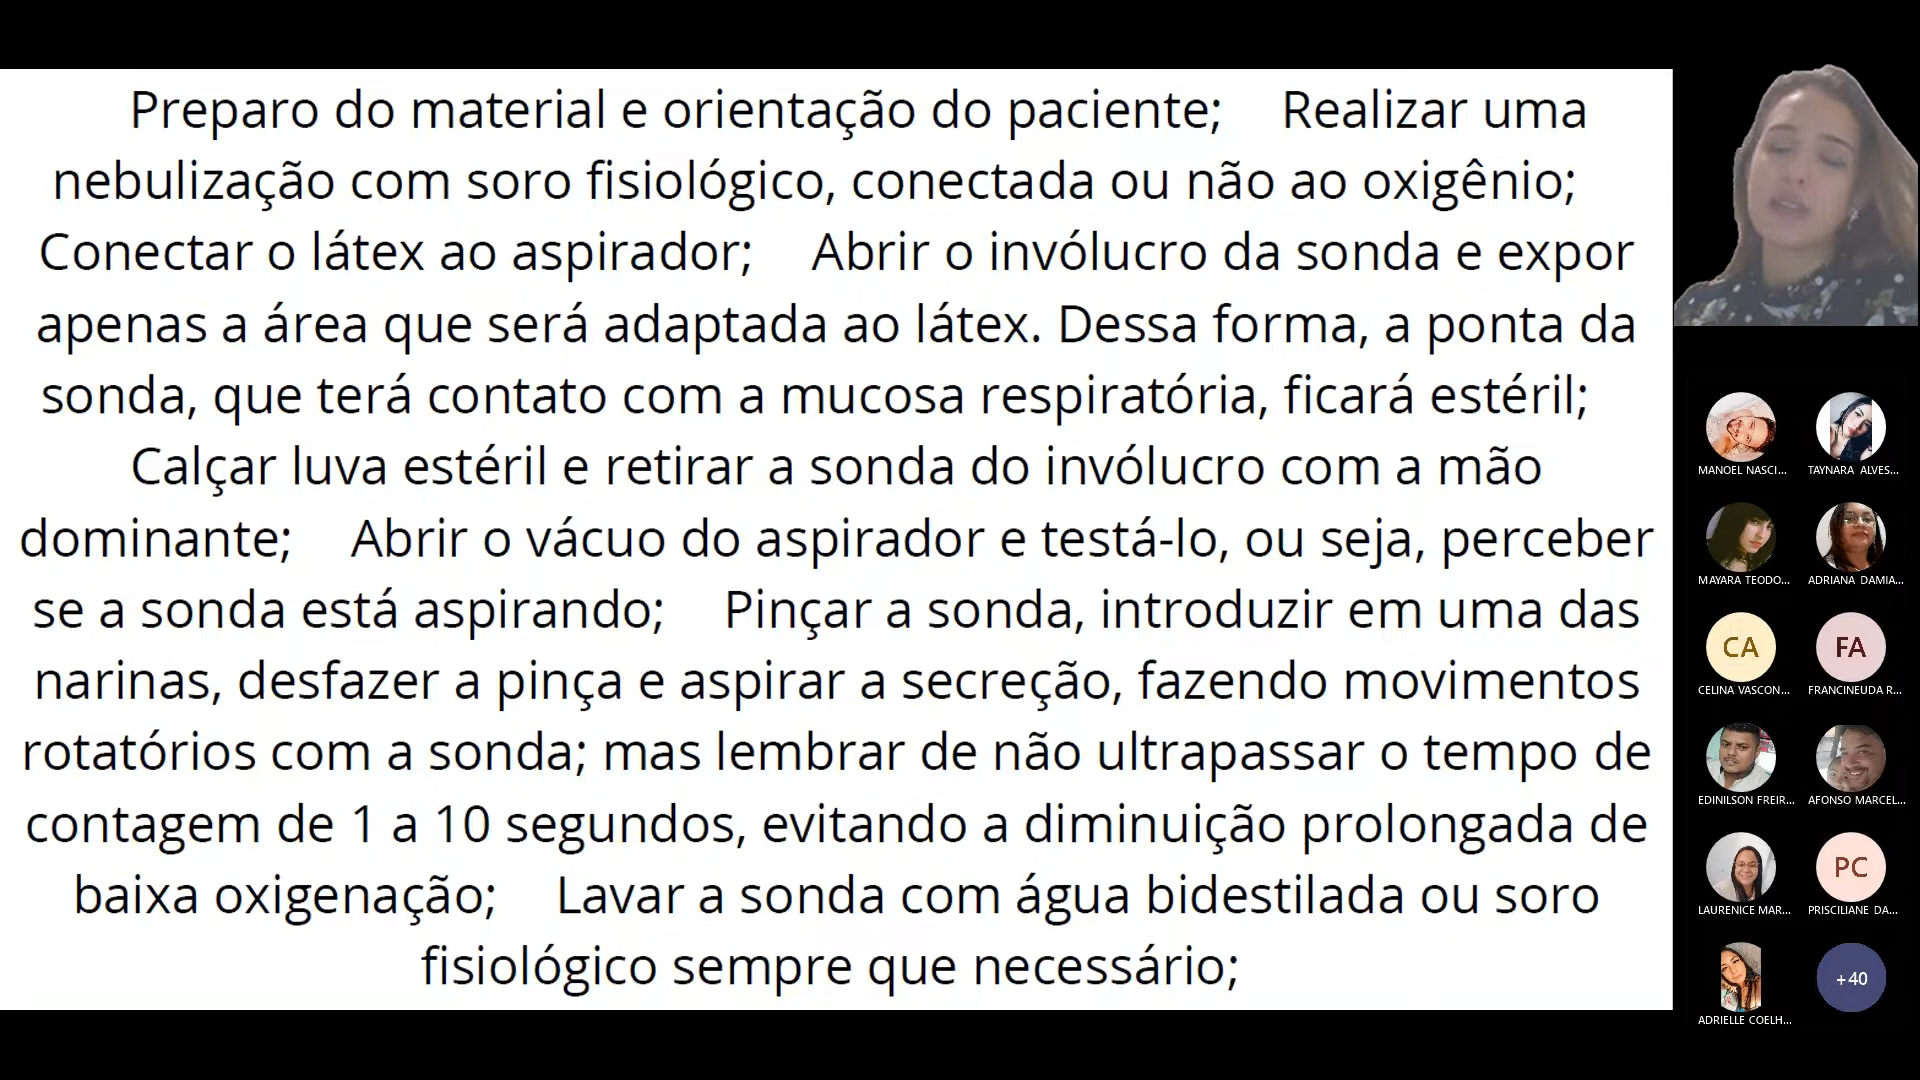 Preparo do material e orientação do paciente; Realizar uma
nebulização com soro fisiológico, conectada ou não ao oxigênio;
Conectar o látex ao aspirador; Abrir o invólucro da sonda e expor
apenas a área que será adaptada ao látex. Dessa forma, a ponta da
sonda, que terá contato com a mucosa respiratória, ficará estéril;
Calçar luva estéril e retirar a sonda do invólucro com a mão
dominante; Abrir o vácuo do aspirador e testá-lo, ou seja, perceber
se a sonda está aspirando; Pinçar a sonda, introduzir em uma das
narinas, desfazer a pinça e aspirar a secreção, fazendo movimentos
rotatórios com a sonda; mas lembrar de não ultrapassar o tempo de
contagem de 1 a 10 segundos, evitando a diminuição prolongada de
baixa oxigenação; Lavar a sonda com água bidestilada ou soro
fisiológico sempre que necessário;
MANOEL NASCI...
TAYNARA ALVES...
MAYARA TEODO...
ADRIANA DAMIA...
CA
CELINA VASCON...
FA
FRANCINEUDA R...
EDINILSON FREIR...
AFONSO MARCEL...
LAURENICE MAR...
PC
PRISCILIANE DA...
ADRIELLE COELH...
+40